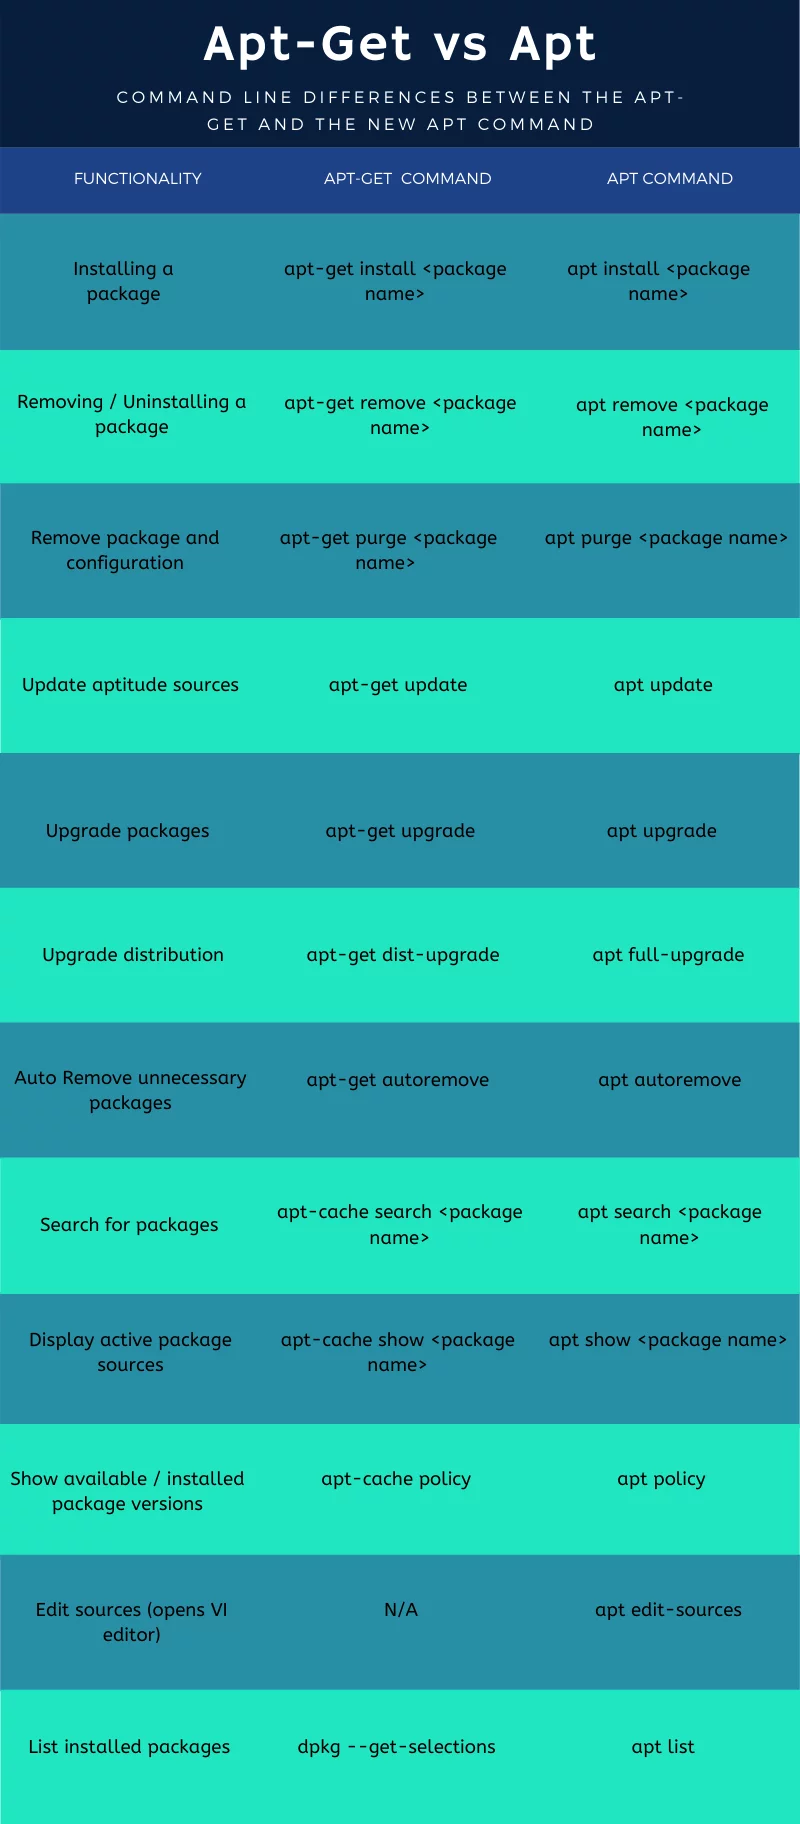 Apt-Get vs Apt
COMMAND LINE DIFFERENCES BETWEEN THE APT-
GET AND THE NEW APT COMMAND
FUNCTIONALITY APT-GET COMMAND APT COMMAND
Installing a
package
apt-get install <package
name>
apt install <package
name>
Removing / Uninstalling a
package
apt-get remove <package
name>
apt remove <package
name>
Remove package and
configuration
apt-get purge <package
name>
apt purge <package name>
Update aptitude sources
apt-get update
apt update
Upgrade packages
apt-get upgrade
apt upgrade
Upgrade distribution
apt-get dist-upgrade
apt full-upgrade
Auto Remove unnecessary
packages
apt-get autoremove
apt autoremove
Search for packages
apt-cache search <package
name>
apt search <package
name>
Display active package
sources
apt-cache show <package
name>
apt show <package name>
Show available / installed
package versions
apt-cache policy
apt policy
Edit sources (opens VI
editor)
N/A
apt edit-sources
List installed packages
dpkg --get-selections
apt list